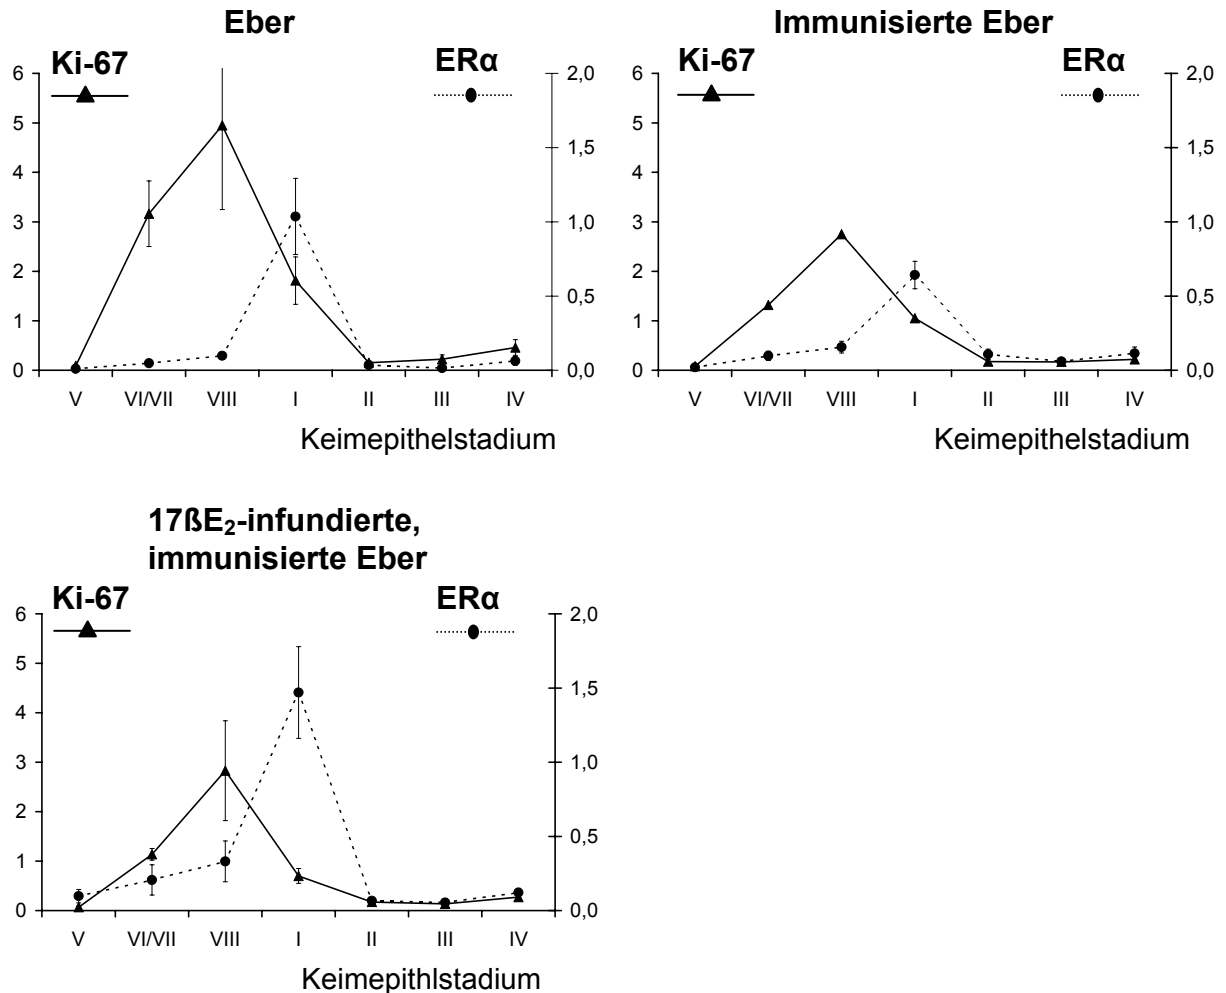 Eber
Ki-67 ERα
6 2,0
5
1,5
4
3 1,0
2
0,5
1
0 0,0
V VI/VII VIII I II III IV
Keimepithelstadium
Immunisierte Eber
Ki-67 ERα
6 2,0
5
1,5
4
3 1,0
2
0,5
1
0 0,0
V VI/VII VIII I II III IV
Keimepithelstadium
17ßE₂-infundierte,
immunisierte Eber
Ki-67 ERα
6 2,0
5
1,5
4
3 1,0
2
0,5
1
0 0,0
V VI/VII VIII I II III IV
Keimepithlstadium